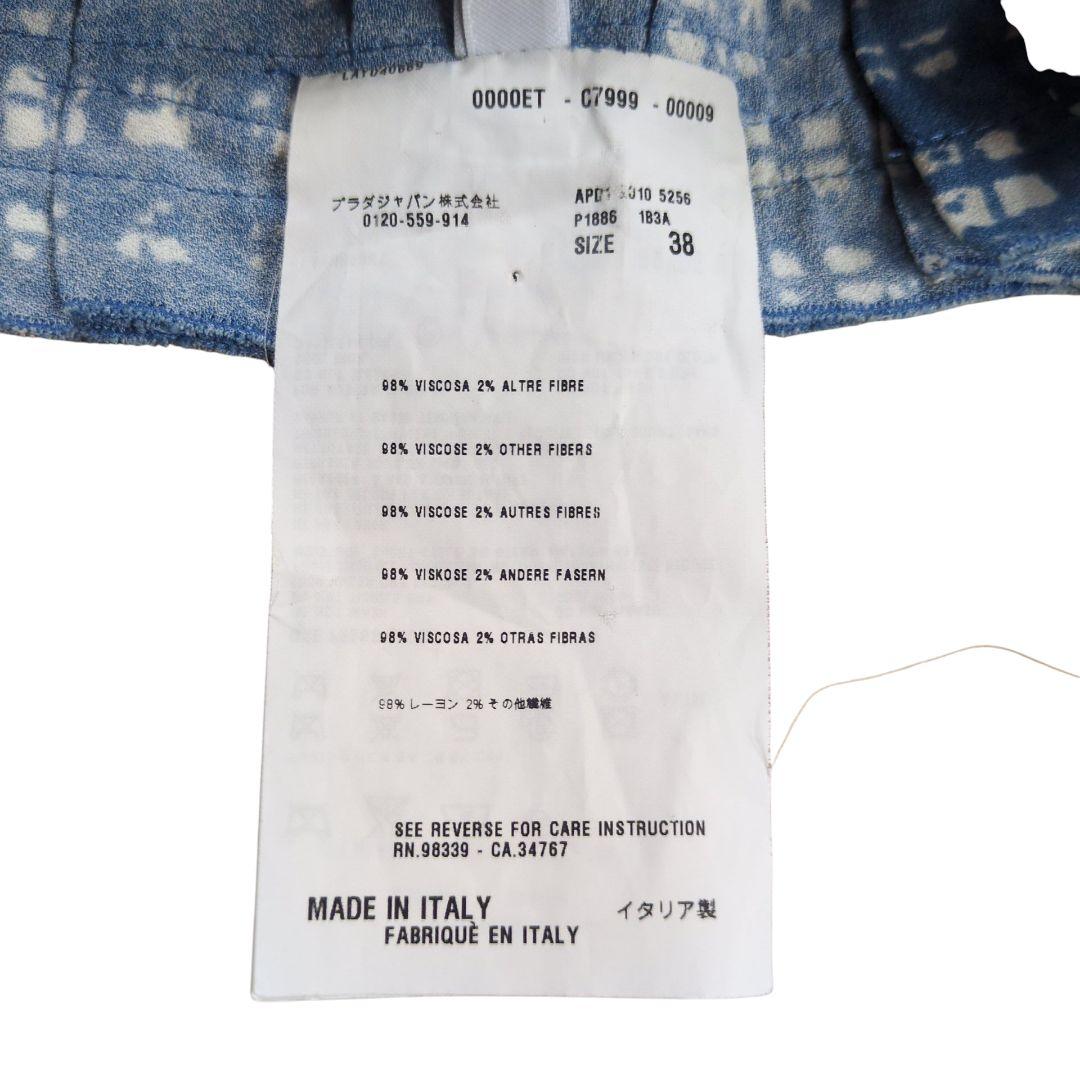 0000ET - C7999 - 00009
プラダジャパン株式会社
0120-559-914
5256
P1886 1B3A
SIZE 38
98% VISCOSA 2% ALTRE FIBRE
98% VISCOSE 2% OTHER FIBERS
98% VISCOSE 2% AUTRES FIBRES
98% VISKOSE 2% ANDERE FASERN
98% VISCOSA 2% OTRAS FIBRAS
98% レーヨン 2% その他繊維
SEE REVERSE FOR CARE INSTRUCTION
RN.98339 - CA.34767
MADE IN ITALY イタリア製
FABRIQUÈ EN ITALY